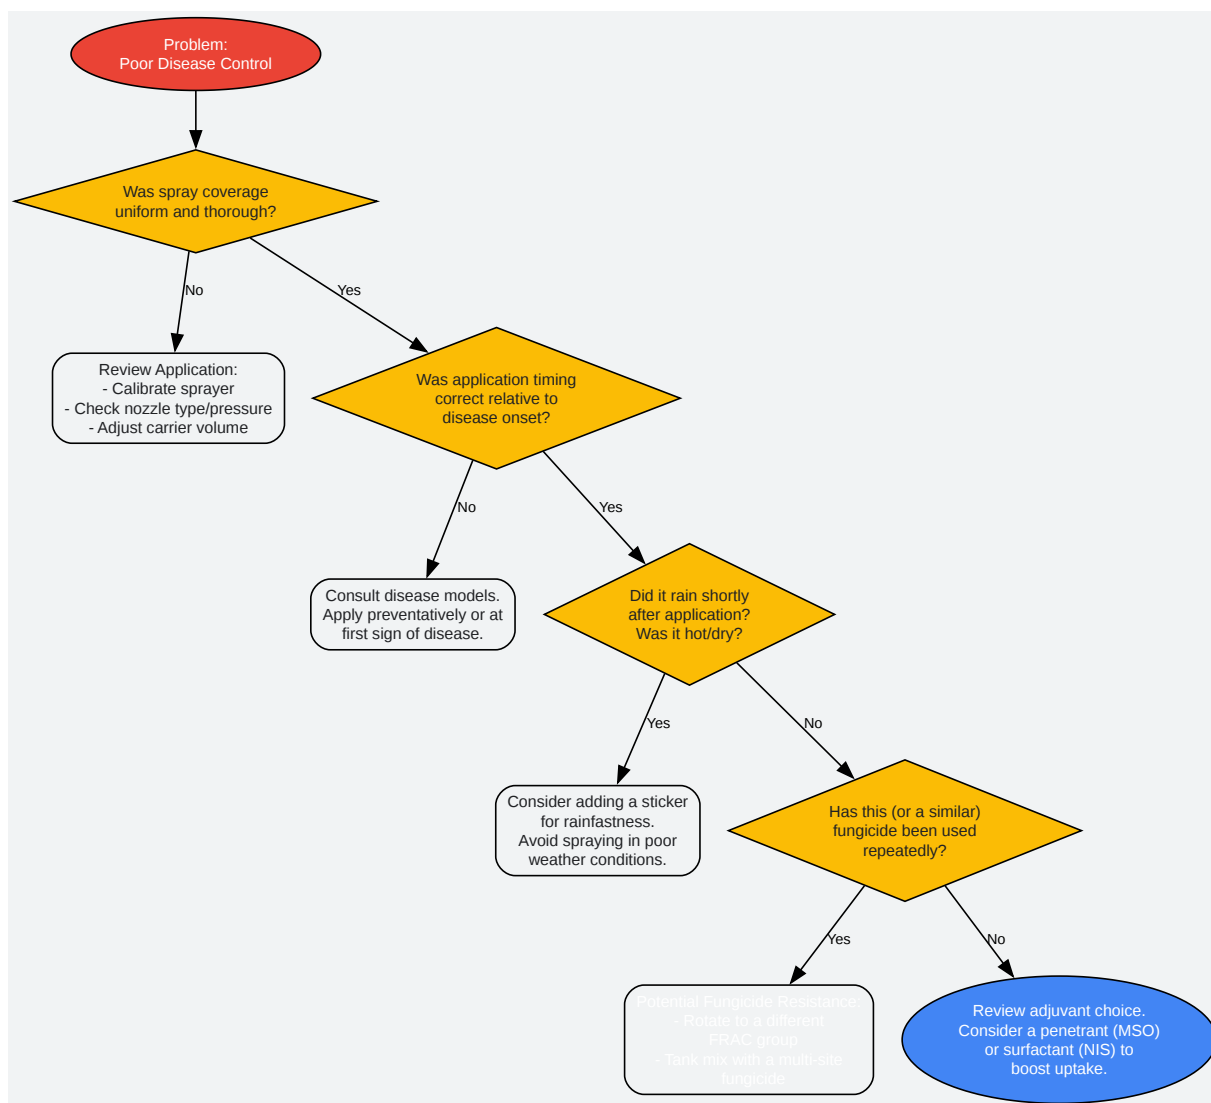 Problem:
Poor Disease Control
Was spray coverage
uniform and thorough?
No
Yes
Review Application:
- Calibrate sprayer
- Check nozzle type/pressure
- Adjust carrier volume
Was application timing
correct relative to
disease onset?
No
Yes
Consult disease models.
Apply preventatively or at
first sign of disease.
Did it rain shortly
after application?
Was it hot/dry?
Yes
No
Consider adding a sticker
for rainfastness.
Avoid spraying in poor
weather conditions.
Has this (or a similar)
fungicide been used
repeatedly?
Yes
No
Potential Fungicide Resistance:
- Rotate to a different
FRAC group
- Tank mix with a multi-site
fungicide
Review adjuvant choice.
Consider a penetrant (MSO)
or surfactant (NIS) to
boost uptake.